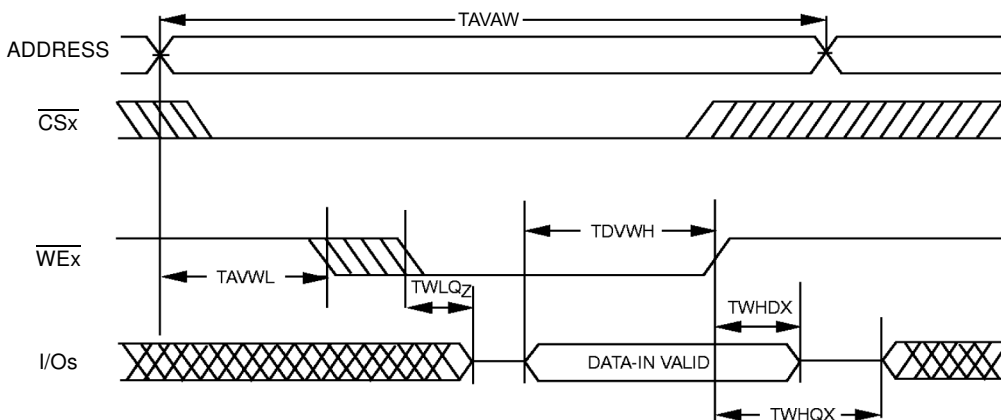 TAVAW
ADDRESS
CSx
WEx
TDVWH
TAVWL
TWLQZ
TWHDX
I/Os
DATA-IN VALID
TWHQX